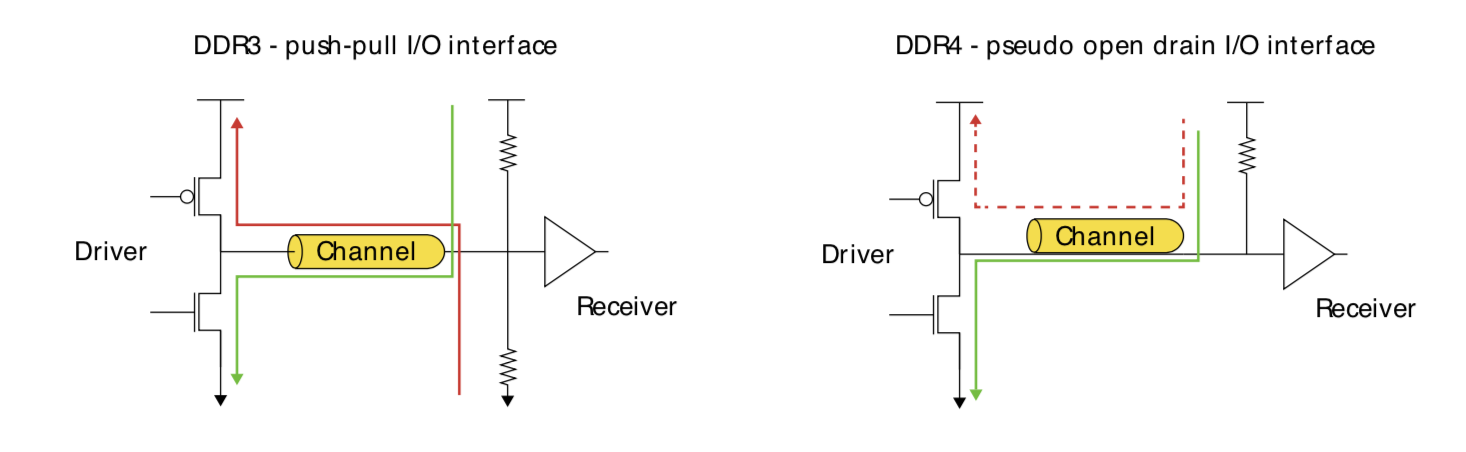 DDR3 - push-pull I/O interface
Driver
Channel
Receiver
DDR4 - pseudo open drain I/O interface
Driver
Channel
Receiver